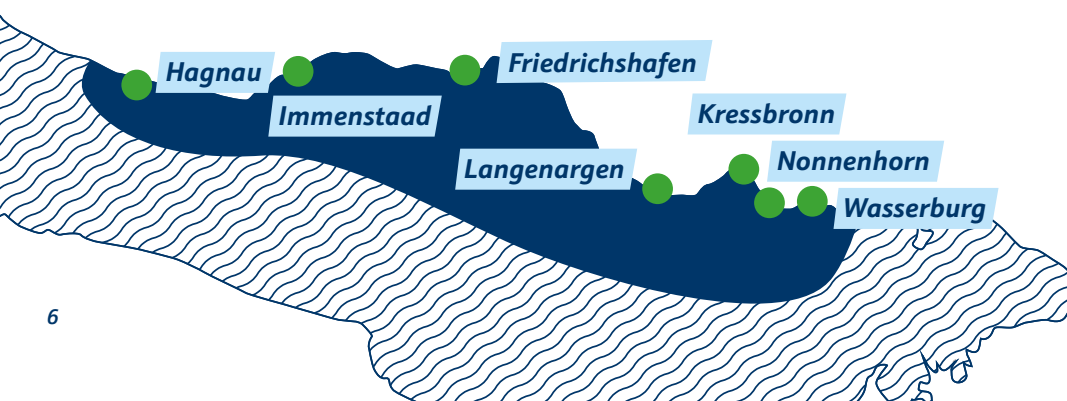 Hagnau
Friedrichshafen
Immenstaad
Kressbronn
Langenargen
Nonnenhorn
Wasserburg
6